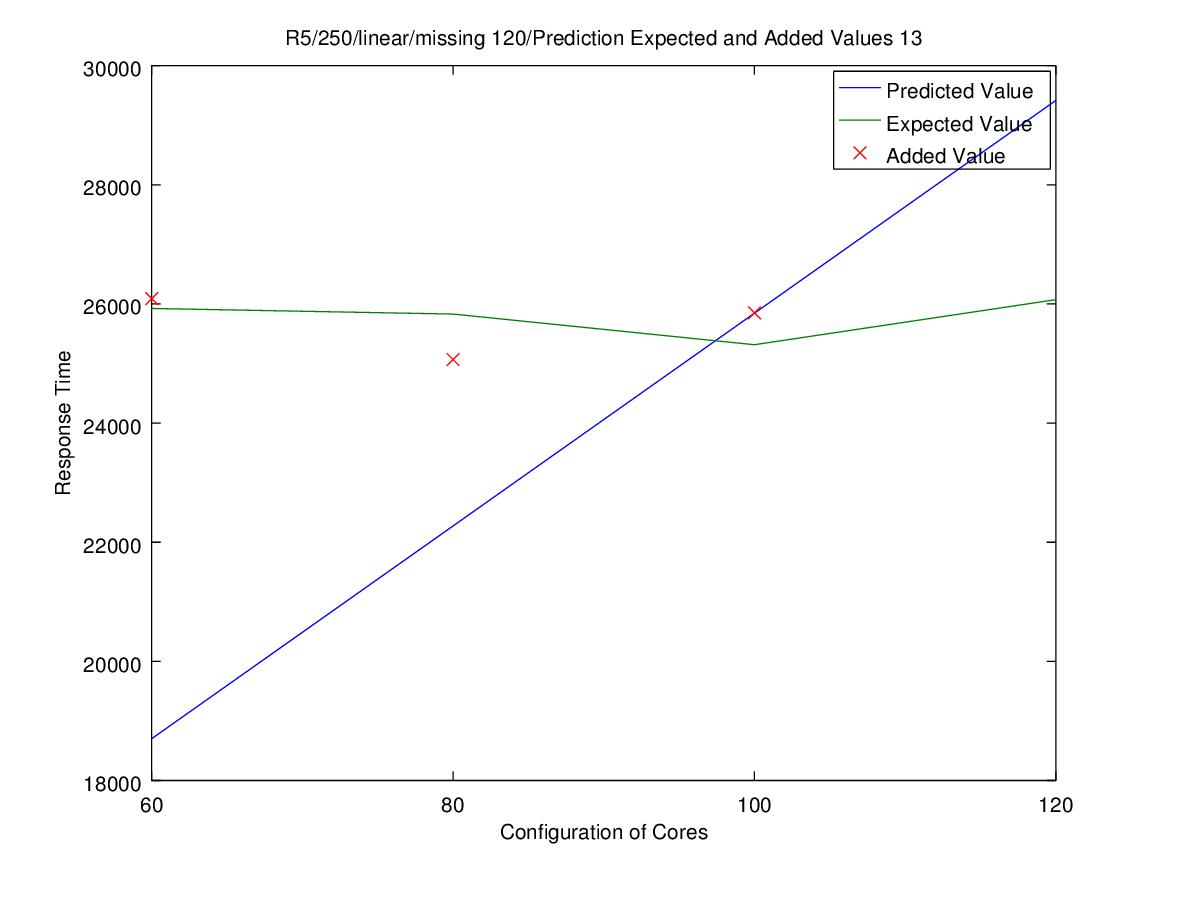 R5/250/linear/missing 120/Prediction Expected and Added Values 13
30000
28000
26000
24000
22000
20000
18000
Response Time
Predicted Value
Expected Value
Added Value
60
80
100
120
Configuration of Cores